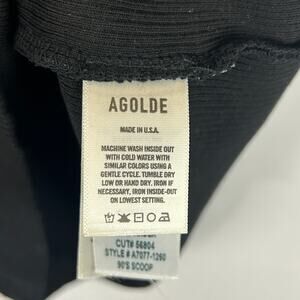 AGOLDE
MADE IN U.S.A.
MACHINE WASH INSIDE OUT
WITH COLD WATER WITH
SIMILAR COLORS USING A
GENTLE CYCLE. TUMBLE DRY
LOW OR HAND DRY. IRON IF
NECESSARY, IRON INSIDE-OUT
ON LOWEST SETTING.
CUT# 56804
STYLE # A7077-1260
90'S SCOOP